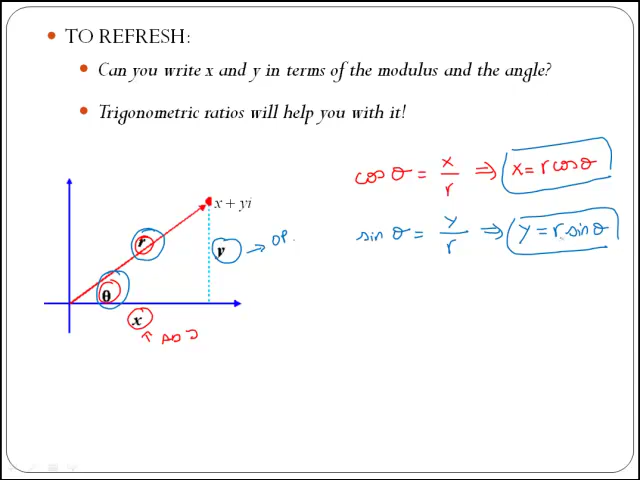 TO REFRESH:
Can you write x and y in terms of the modulus and the angle?
Trigonometric ratios will help you with it!
cos θ = x/r ⇒ x = r cos θ
sin θ = y/r ⇒ y = r sin θ
x + yi
r
y → OP.
θ
x
↑ ADJ